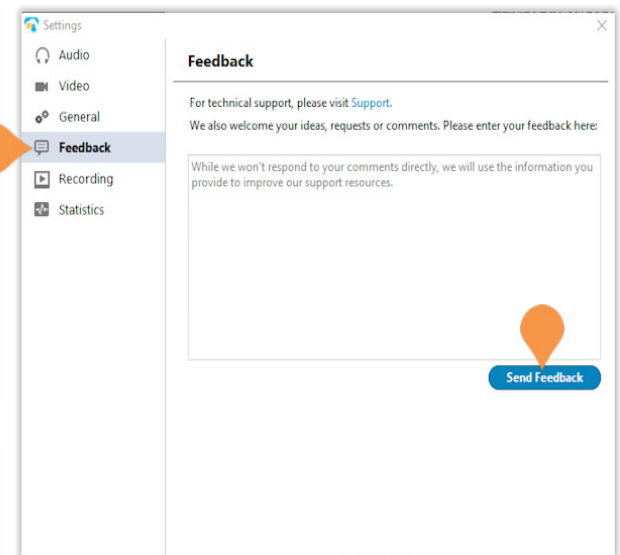 Settings
Audio
Video
General
Feedback
Recording
Statistics
Feedback
For technical support, please visit Support.
We also welcome your ideas, requests or comments. Please enter your feedback here:
While we won't respond to your comments directly, we will use the information you
provide to improve our support resources.
Send Feedback